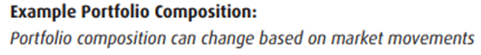 Example Portfolio Composition:
Portfolio composition can change based on market movements